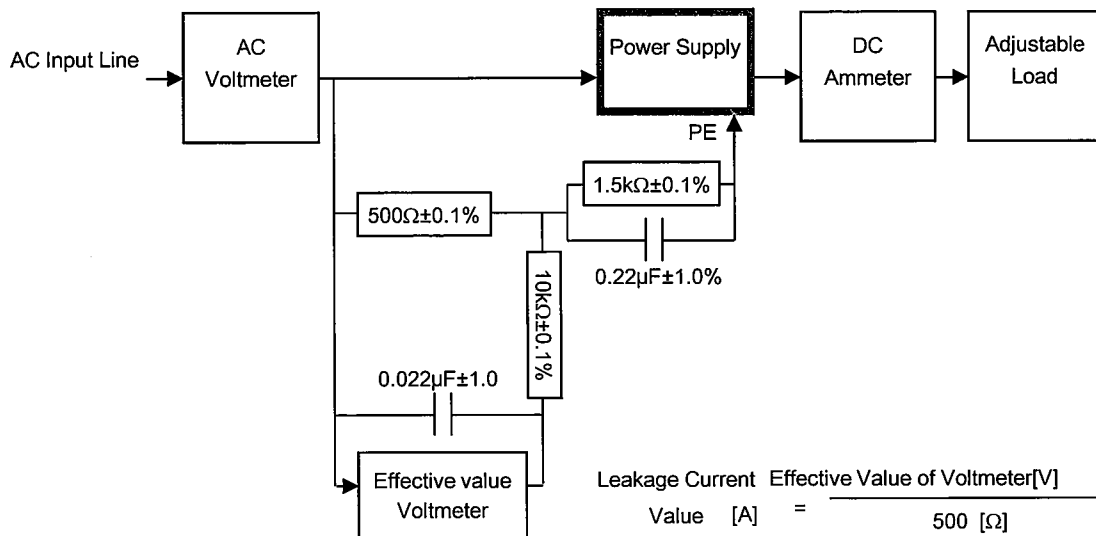 AC Input Line
AC
Voltmeter
Power Supply
DC
Ammeter
Adjustable
Load
PE
1.5kΩ±0.1%
500Ω±0.1%
0.22µF±1.0%
10kΩ±0.1%
0.022µF±1.0
Effective value
Voltmeter
Leakage Current Effective Value of Voltmeter[V]
Value [A] =
500 [Ω]